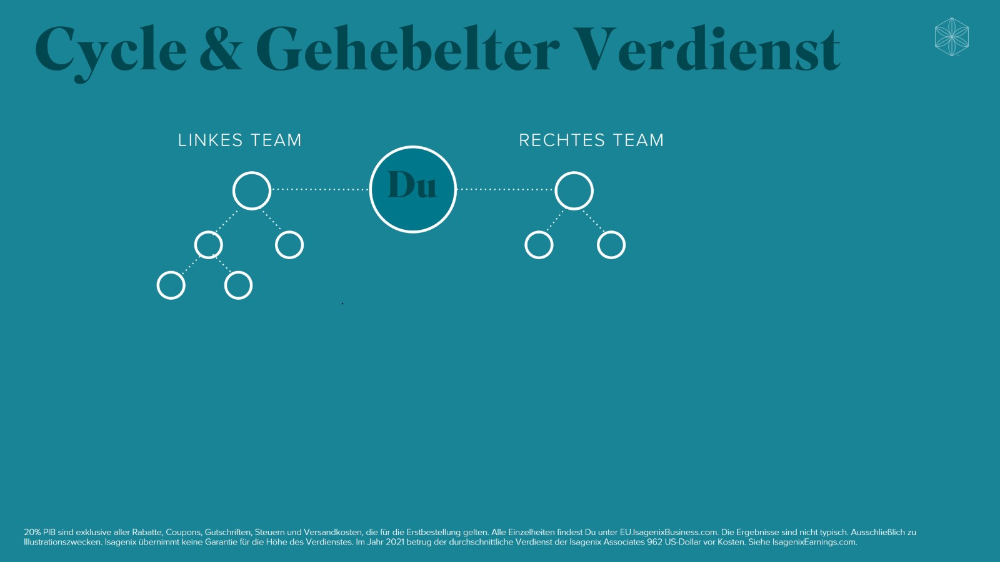 Cycle & Gehebelter Verdienst
LINKES TEAM
RECHTES TEAM
Du
20% PIB sind exklusive aller Rabatte, Coupons, Gutschriften, Steuern und Versandkosten, die für die Erstbestellung gelten. Alle Einzelheiten findest Du unter EU.IsagenixBusiness.com. Die Ergebnisse sind nicht typisch. Ausschließlich zu
Illustrationszwecken. Isagenix übernimmt keine Garantie für die Höhe des Verdienstes. Im Jahr 2021 betrug der durchschnittliche Verdienst der Isagenix Associates 962 US-Dollar vor Kosten. Siehe IsagenixEarnings.com.